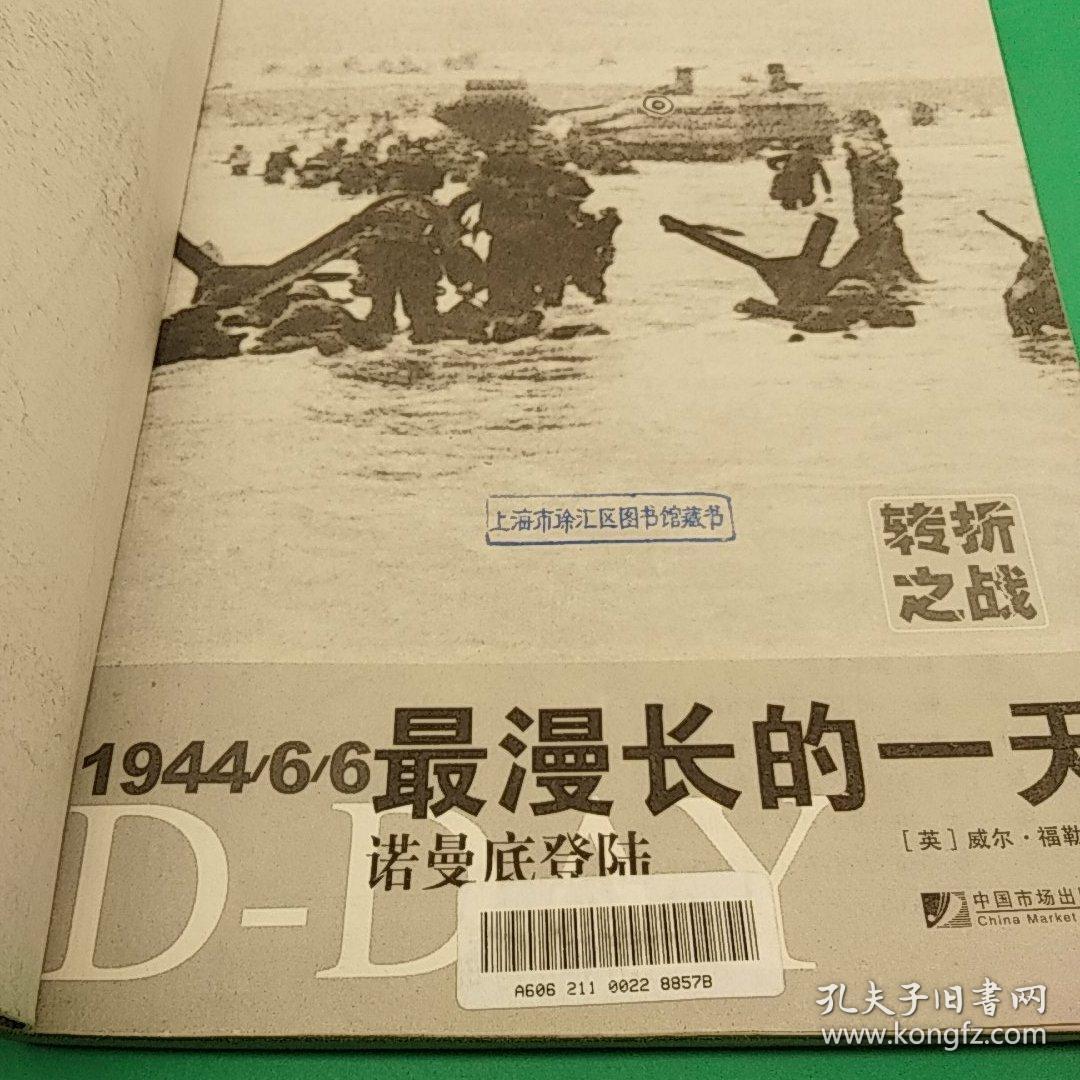 上海市徐汇区图书馆藏书
转折
之战
1944/6/6最漫长的一天
D-DAY
诺曼底登陆
[英]威尔·福勒
中国市场出
China Market
A606 211 0022 8857B
孔夫子旧书网
www.kongfz.com